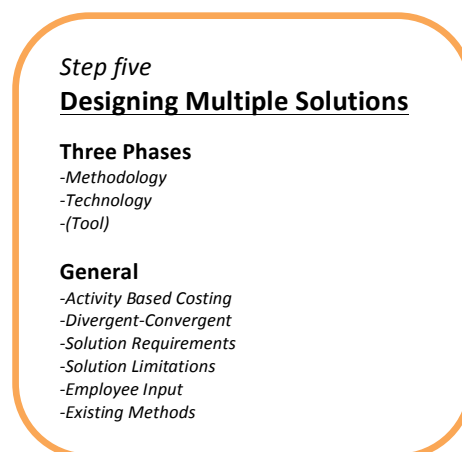 Step five
Designing Multiple Solutions
Three Phases
-Methodology
-Technology
-(Tool)
General
-Activity Based Costing
-Divergent-Convergent
-Solution Requirements
-Solution Limitations
-Employee Input
-Existing Methods